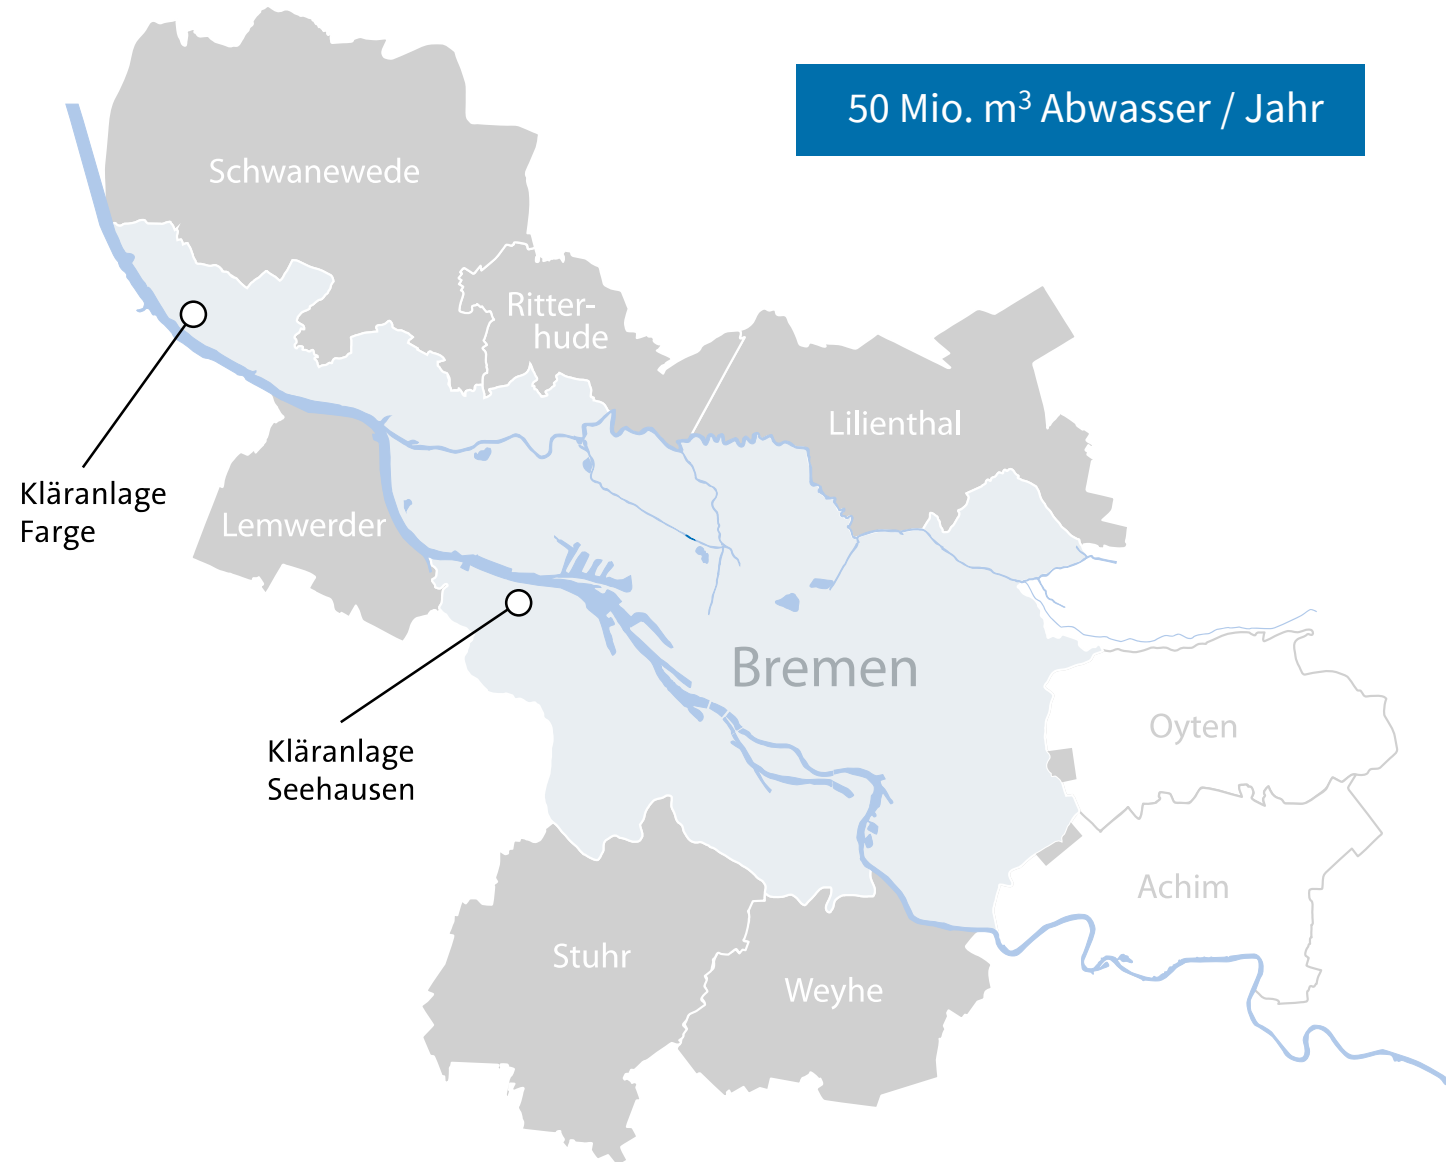 50 Mio. m³ Abwasser / Jahr
Schwanewede
Ritter-
hude
Lilienthal
Kläranlage
Farge
Lemwerder
Bremen
Kläranlage
Seehausen
Oyten
Achim
Stuhr
Weyhe